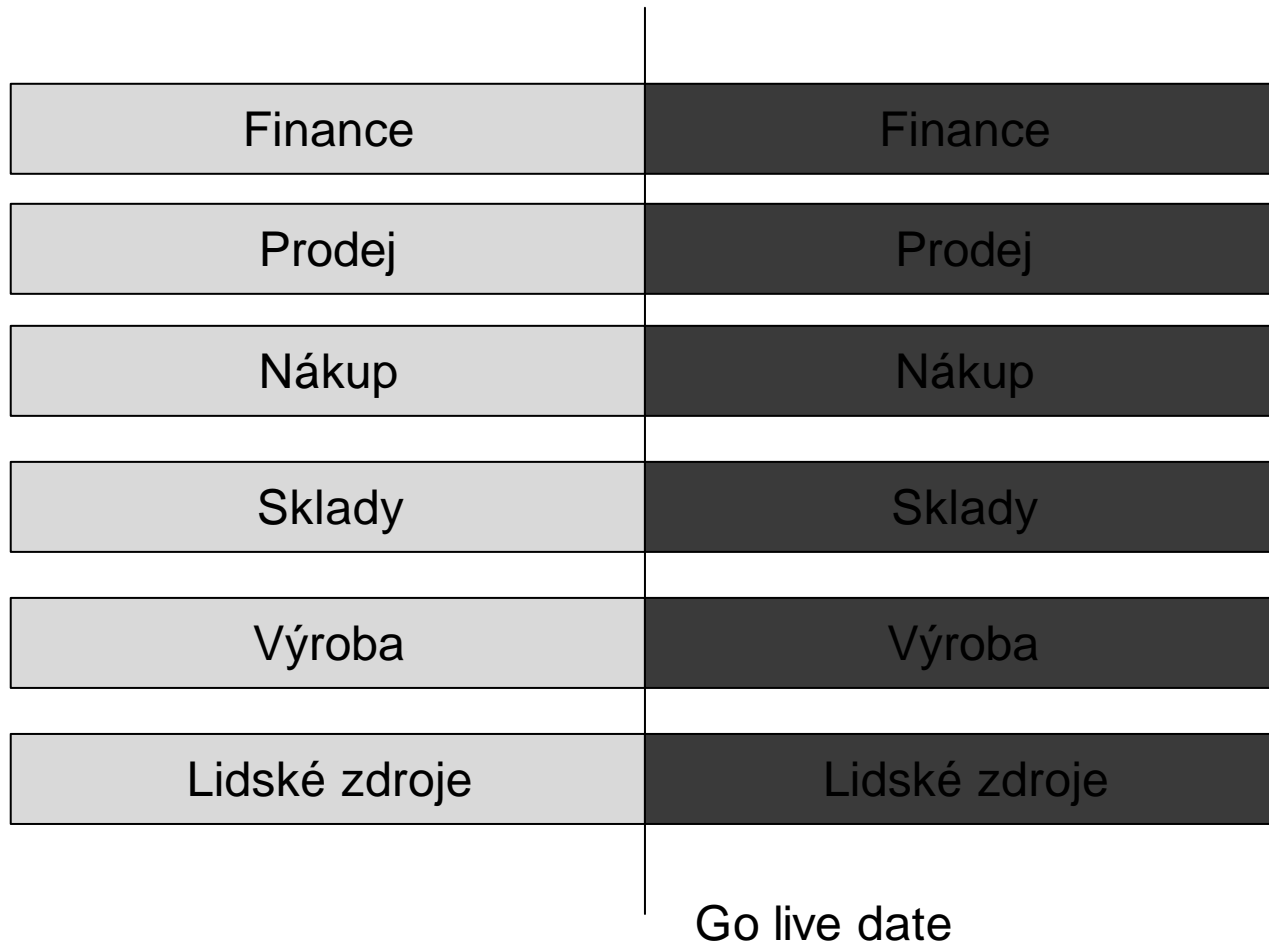 Finance Finance
Prodej Prodej
Nákup Nákup
Sklady Sklady
Výroba Výroba
Lidské zdroje Lidské zdroje
Go live date